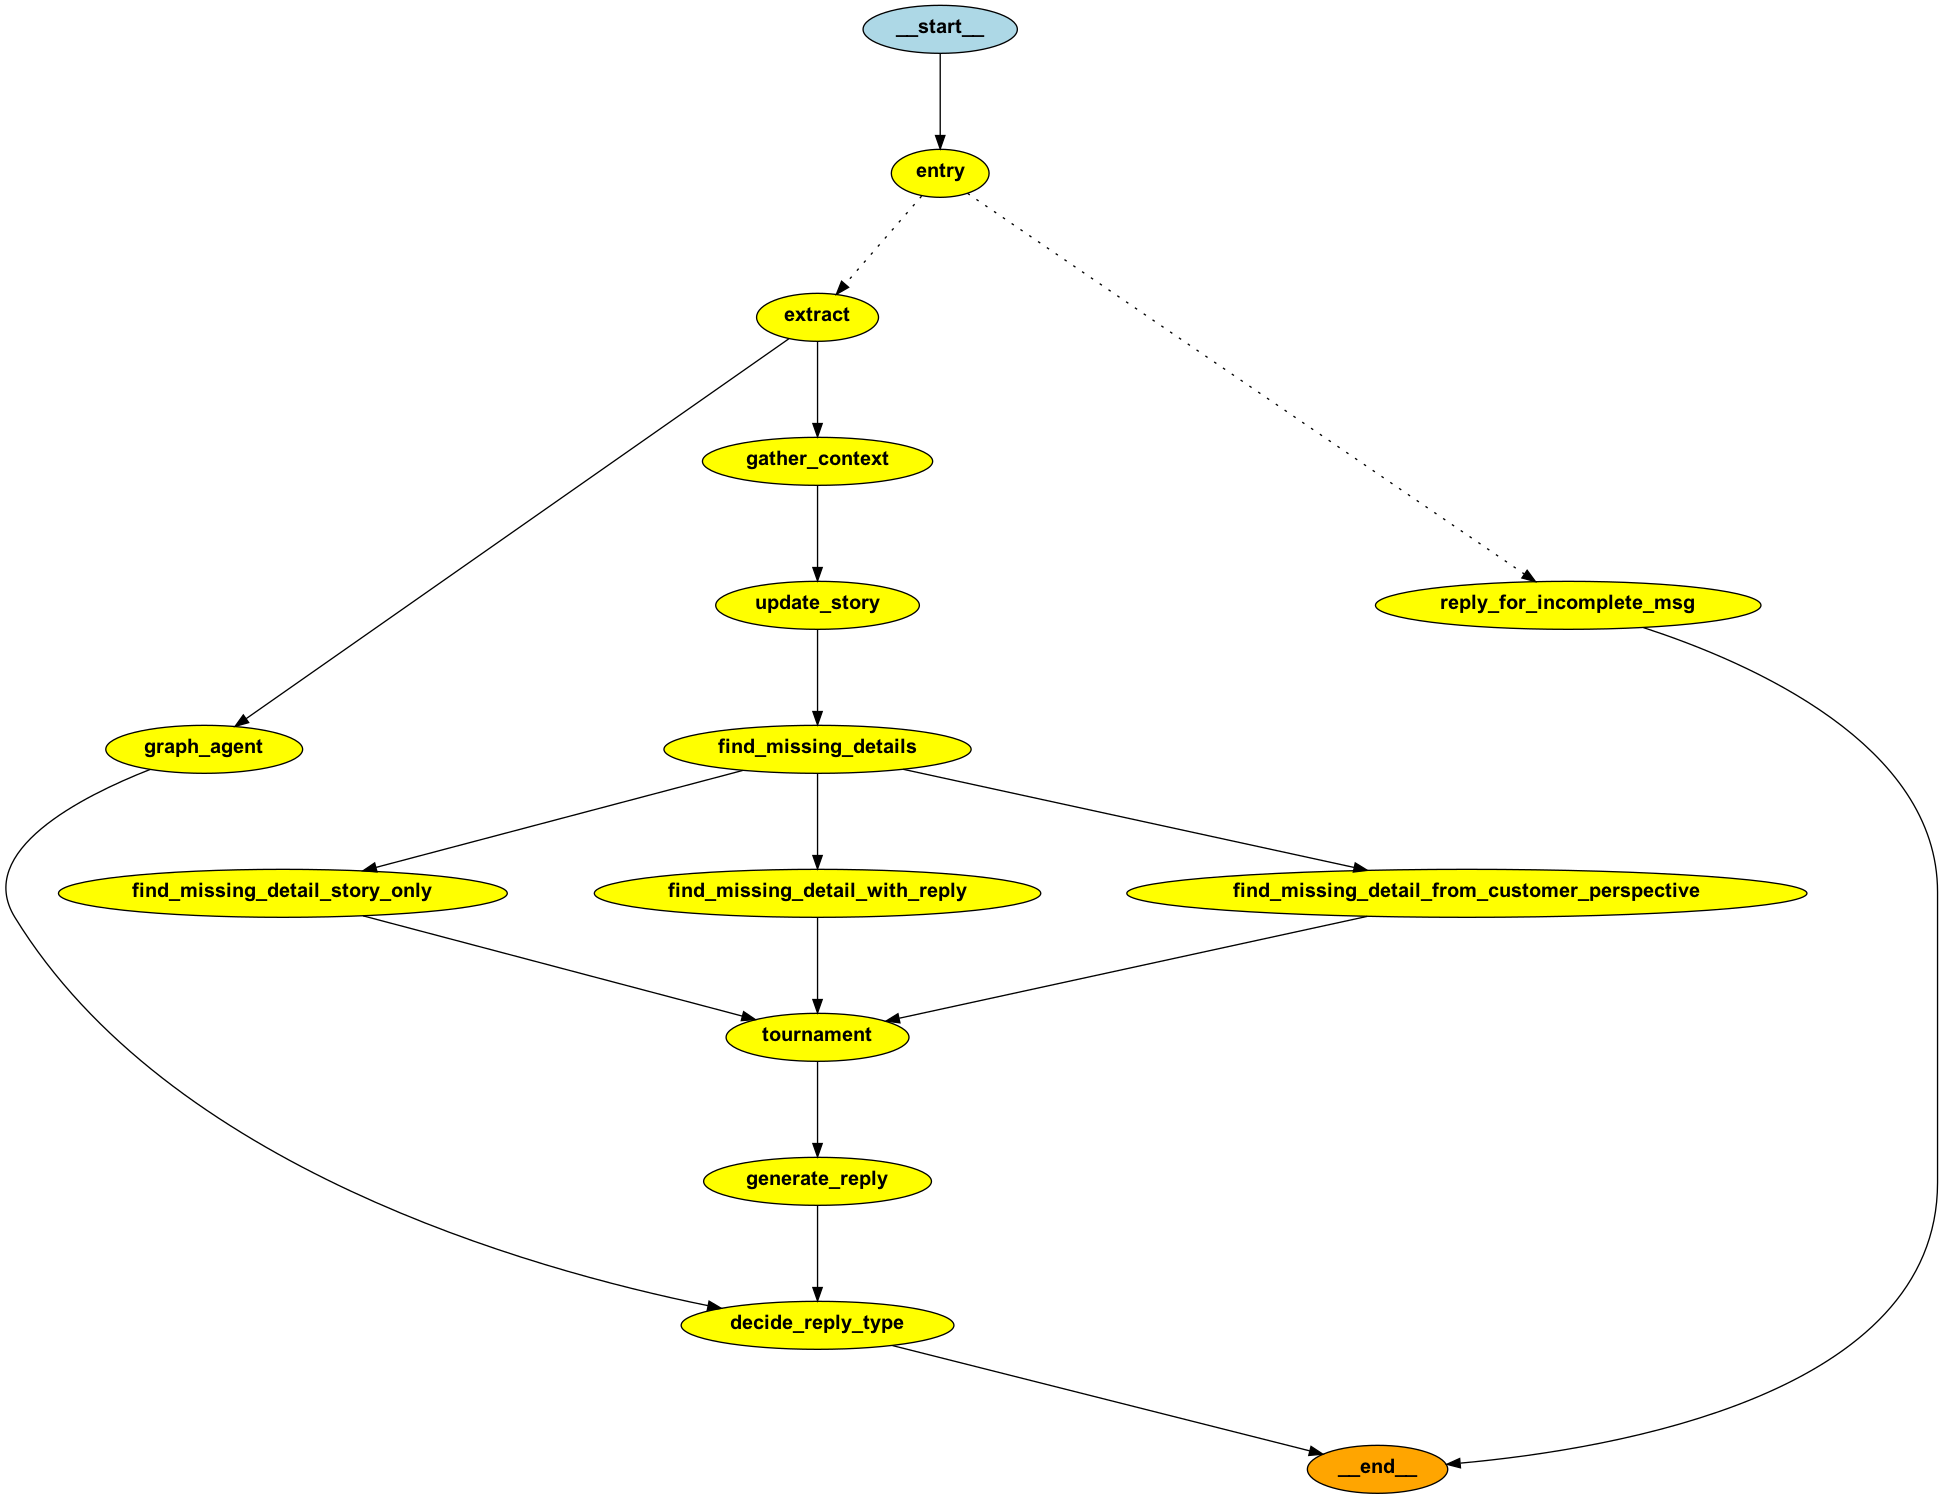 __start__
entry
extract
gather_context
update_story
reply_for_incomplete_msg
graph_agent
find_missing_details
find_missing_detail_story_only
find_missing_detail_with_reply
find_missing_detail_from_customer_perspective
tournament
generate_reply
decide_reply_type
__end__